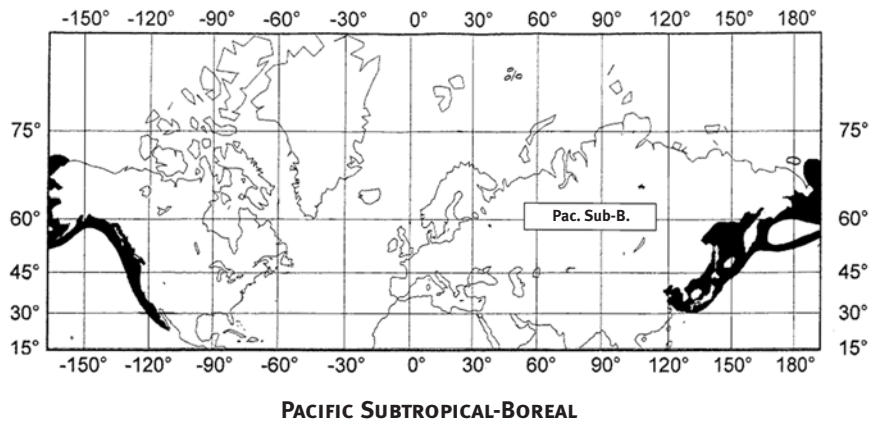 -150° -120° -90° -60° -30° 0° 30° 60° 90° 120° 150° 180°
75° 75°
60° Pac. Sub-B. 60°
45° 45°
30° 30°
15° 15°
-150° -120° -90° -60° -30° 0° 30° 60° 90° 120° 150° 180°
PACIFIC SUBTROPICAL-BOREAL